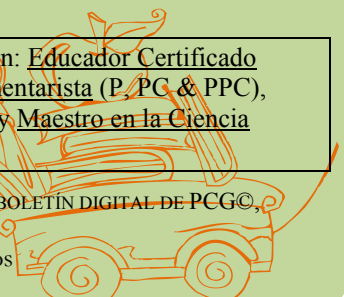 n: Educador Certificado
entarista (P, PC & PPC),
y Maestro en la Ciencia
BOLETÍN DIGITAL DE PCG©,
os